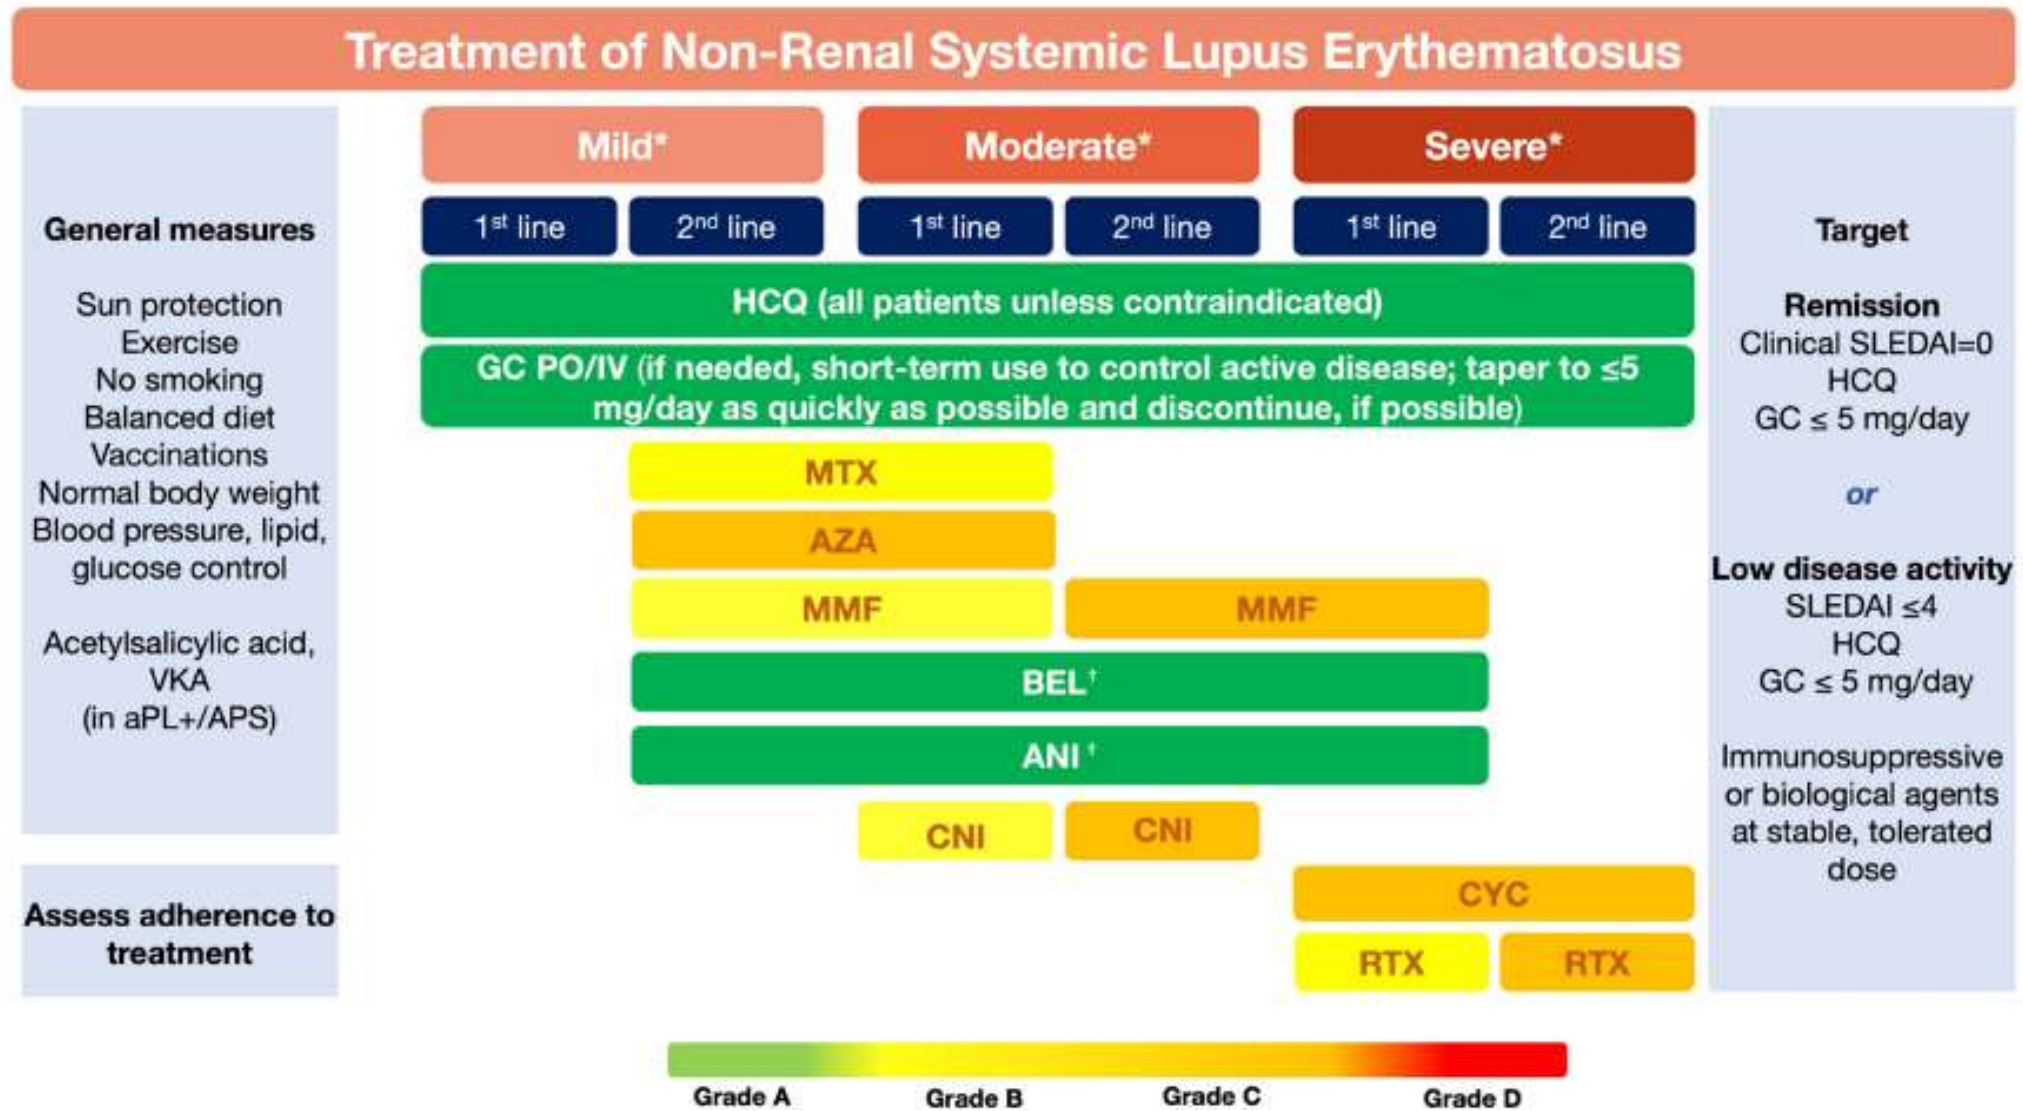 Treatment of Non-Renal Systemic Lupus Erythematosus
General measures
Sun protection
Exercise
No smoking
Balanced diet
Vaccinations
Normal body weight
Blood pressure, lipid,
glucose control
Acetylsalicylic acid,
VKA
(in aPL+/APS)
Assess adherence to
treatment
Mild*
Moderate*
Severe*
1st line
2nd line
1st line
2nd line
1st line
2nd line
HCQ (all patients unless contraindicated)
GC PO/IV (if needed, short-term use to control active disease; taper to ≤5
mg/day as quickly as possible and discontinue, if possible)
MTX
AZA
MMF
MMF
BEL†
ANI †
CNI
CNI
CYC
RTX
RTX
Target
Remission
Clinical SLEDAI=0
HCQ
GC ≤ 5 mg/day
or
Low disease activity
SLEDAI ≤4
HCQ
GC ≤ 5 mg/day
Immunosuppressive
or biological agents
at stable, tolerated
dose
Grade A
Grade B
Grade C
Grade D